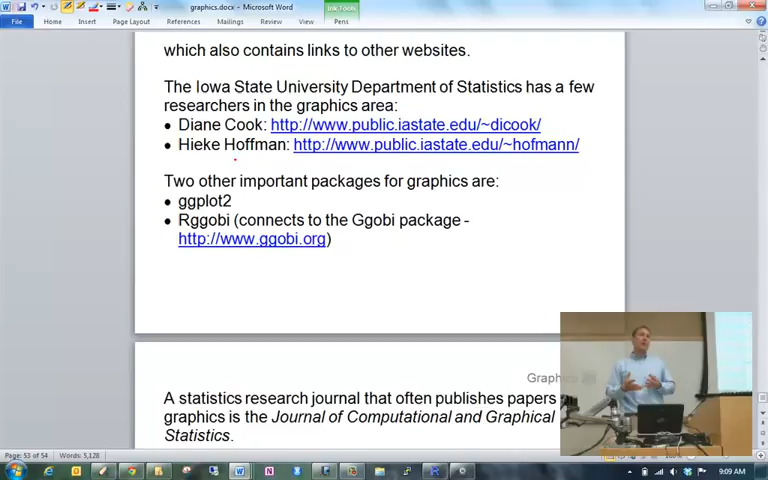 graphics.docx - Microsoft Word
Ink Tools
File Home Insert Page Layout References Mailings Review View Pens
which also contains links to other websites.
The Iowa State University Department of Statistics has a few
researchers in the graphics area:
• Diane Cook: http://www.public.iastate.edu/~dicook/
• Hieke Hoffman: http://www.public.iastate.edu/~hofmann/
Two other important packages for graphics are:
• ggplot2
• Rggobi (connects to the Ggobi package -
http://www.ggobi.org)
Graphics
A statistics research journal that often publishes papers
graphics is the Journal of Computational and Graphical
Statistics.
Page: 53 of 54 Words: 5,128
9:09 AM